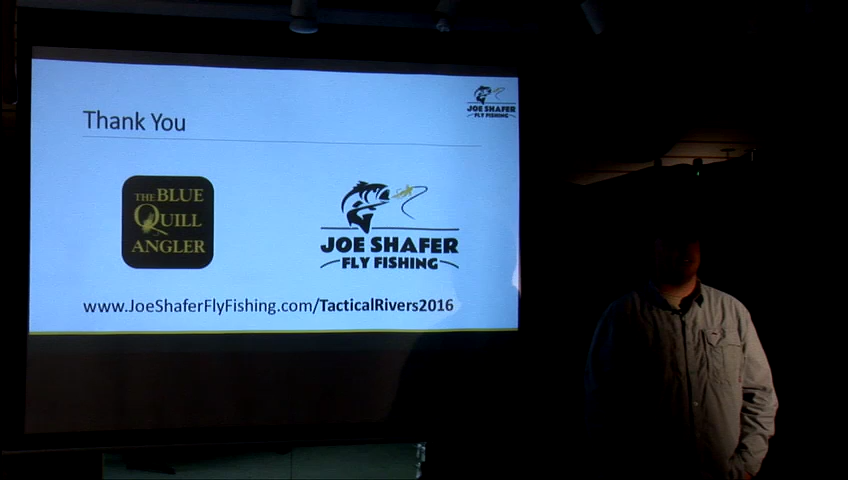 JOE SHAFER
FLY FISHING
Thank You
THE BLUE
QUILL
ANGLER
JOE SHAFER
FLY FISHING
www.JoeShaferFlyFishing.com/TacticalRivers2016